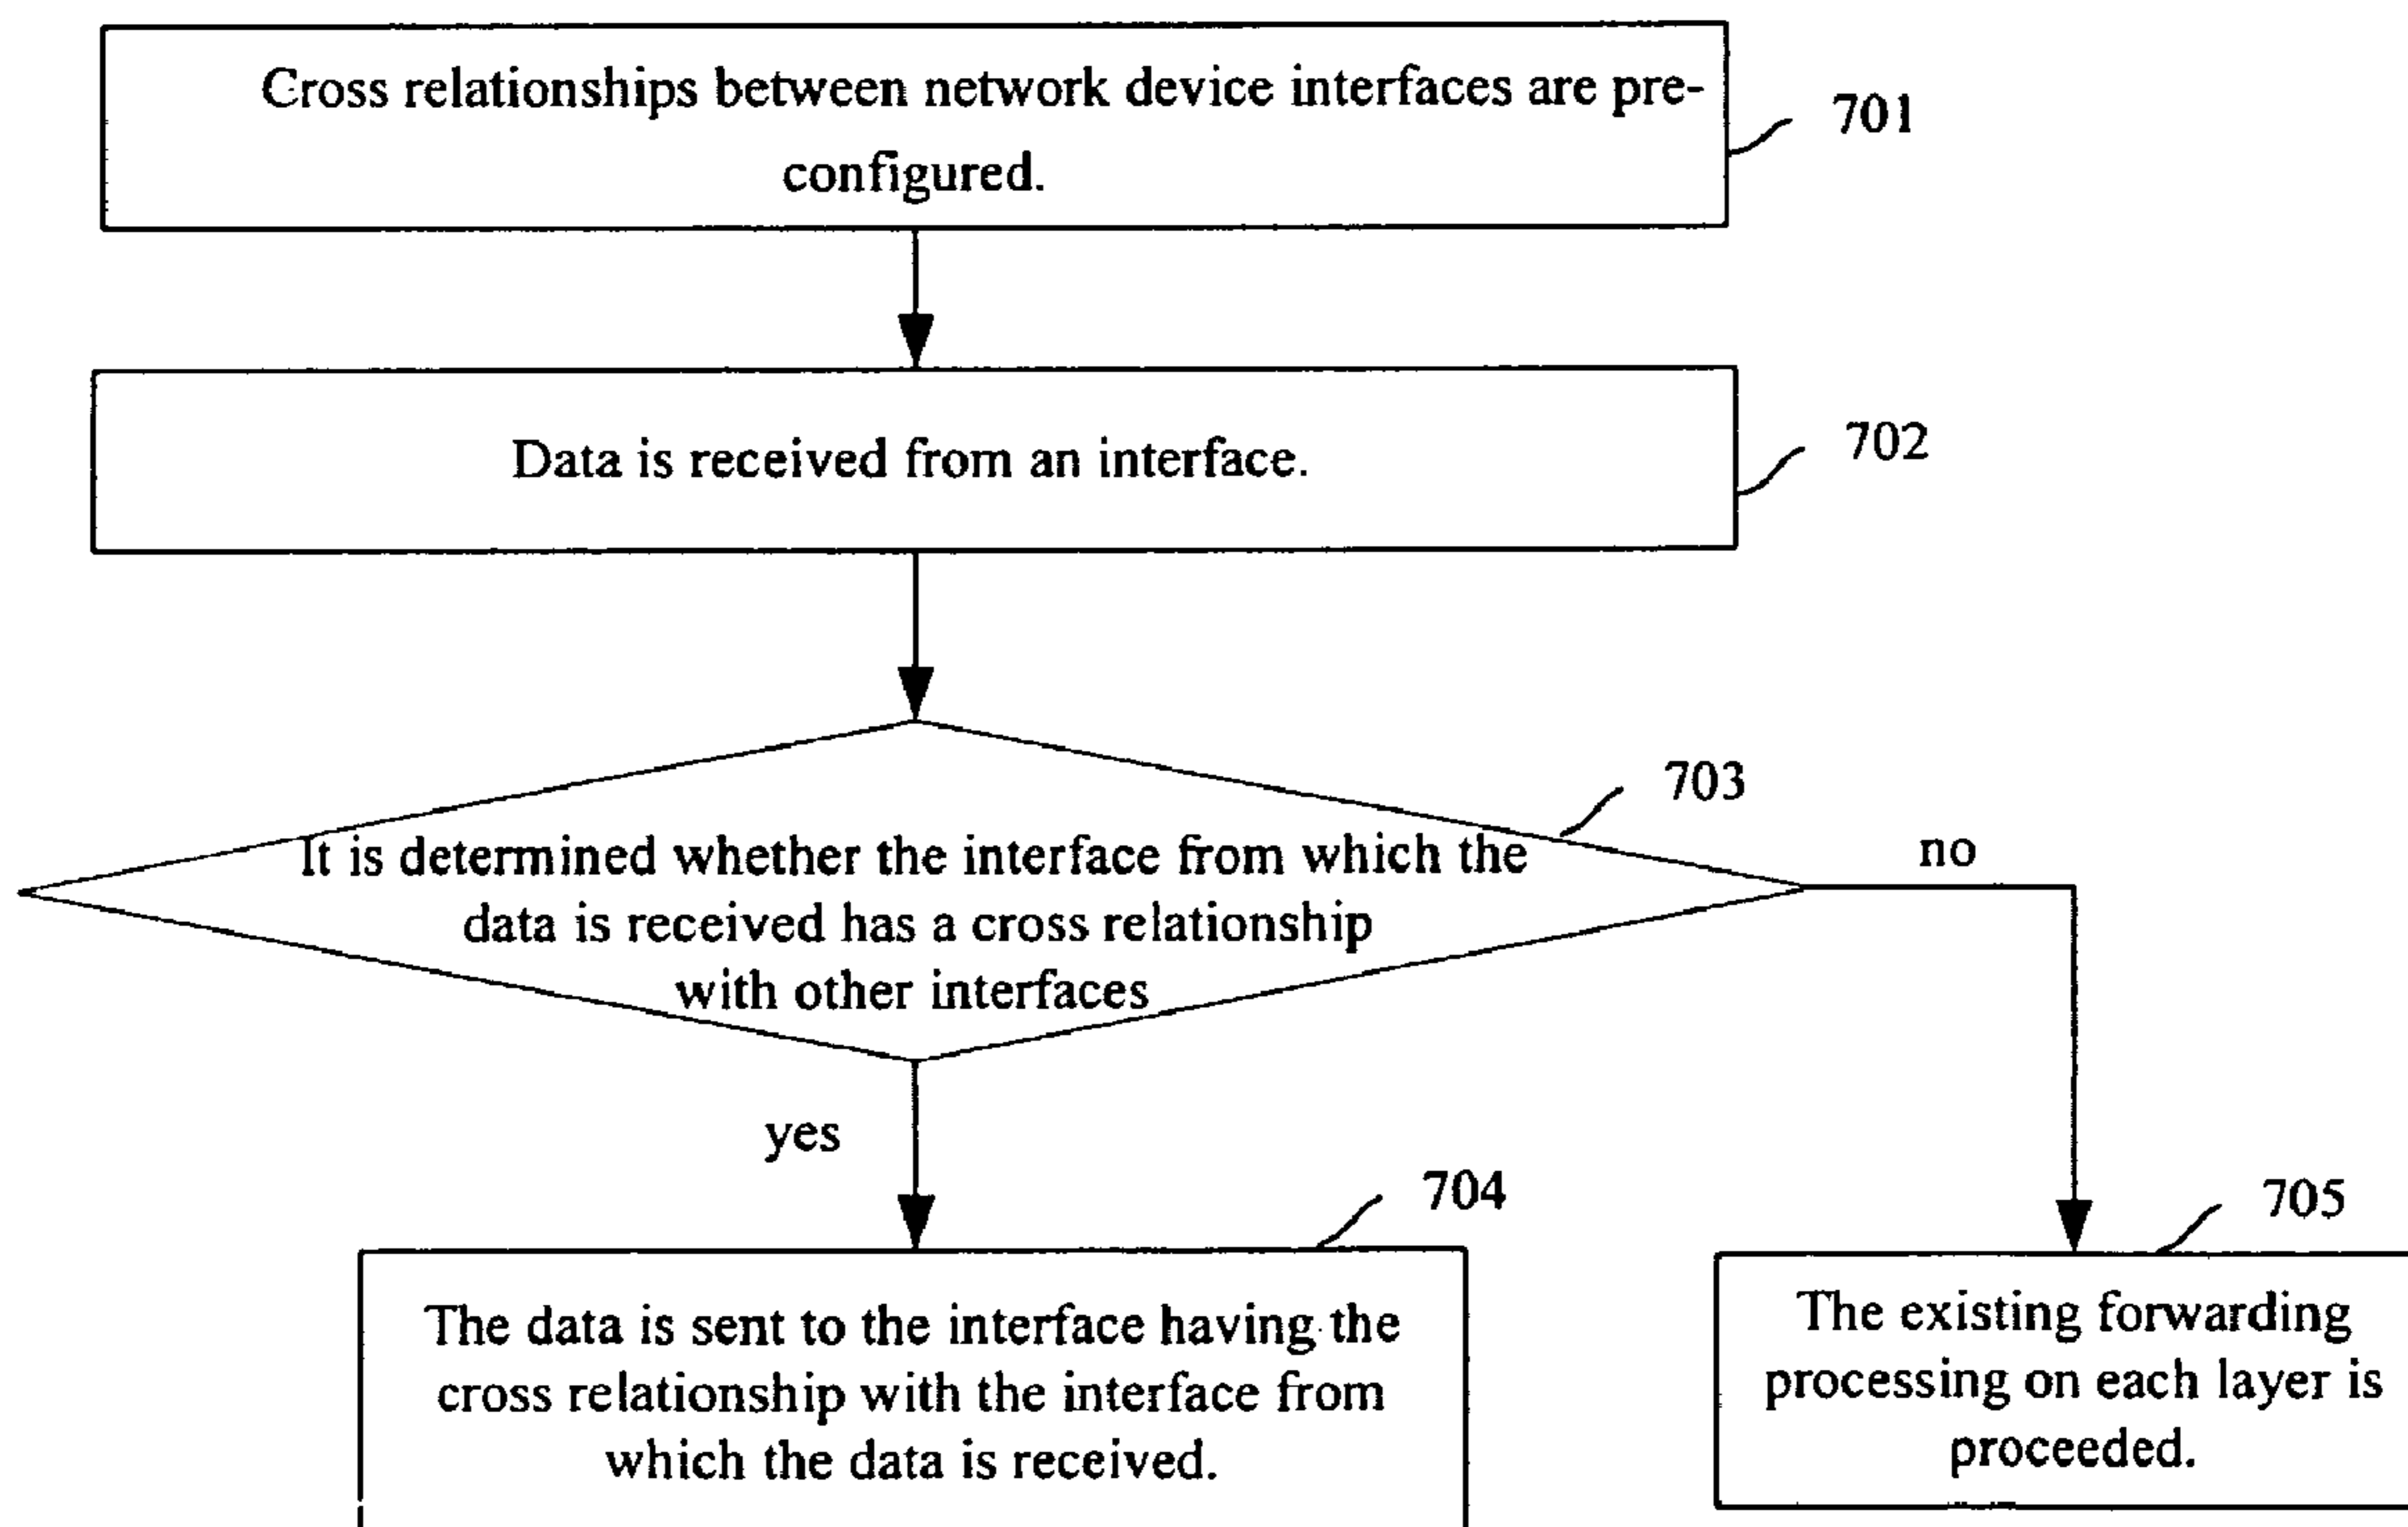 Cross relationships between network device interfaces are pre-
configured.
701
Data is received from an interface.
702
703
It is determined whether the interface from which the
data is received has a cross relationship
with other interfaces
no
yes
704
705
The data is sent to the interface having the
cross relationship with the interface from
which the data is received.
The existing forwarding
processing on each layer is
proceeded.